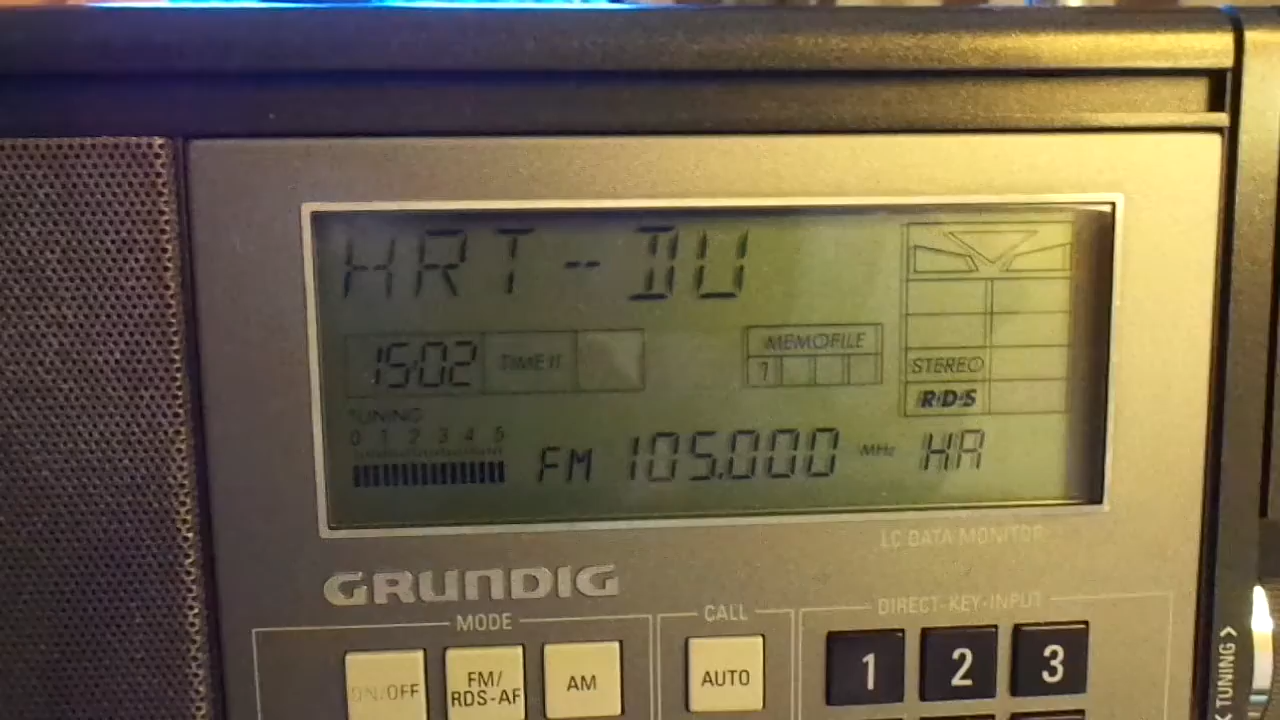 HRT--DU
15:02 TIME II MEMOFILE
1
STEREO
RDS
TUNING
0 1 2 3 4 5
FM 105.000 MHz HR
LC DATA MONITOR
GRUNDIG
MODE CALL DIRECT-KEY-INPUT
ON/OFF FM/RDS-AF AM AUTO 1 2 3
TUNING >